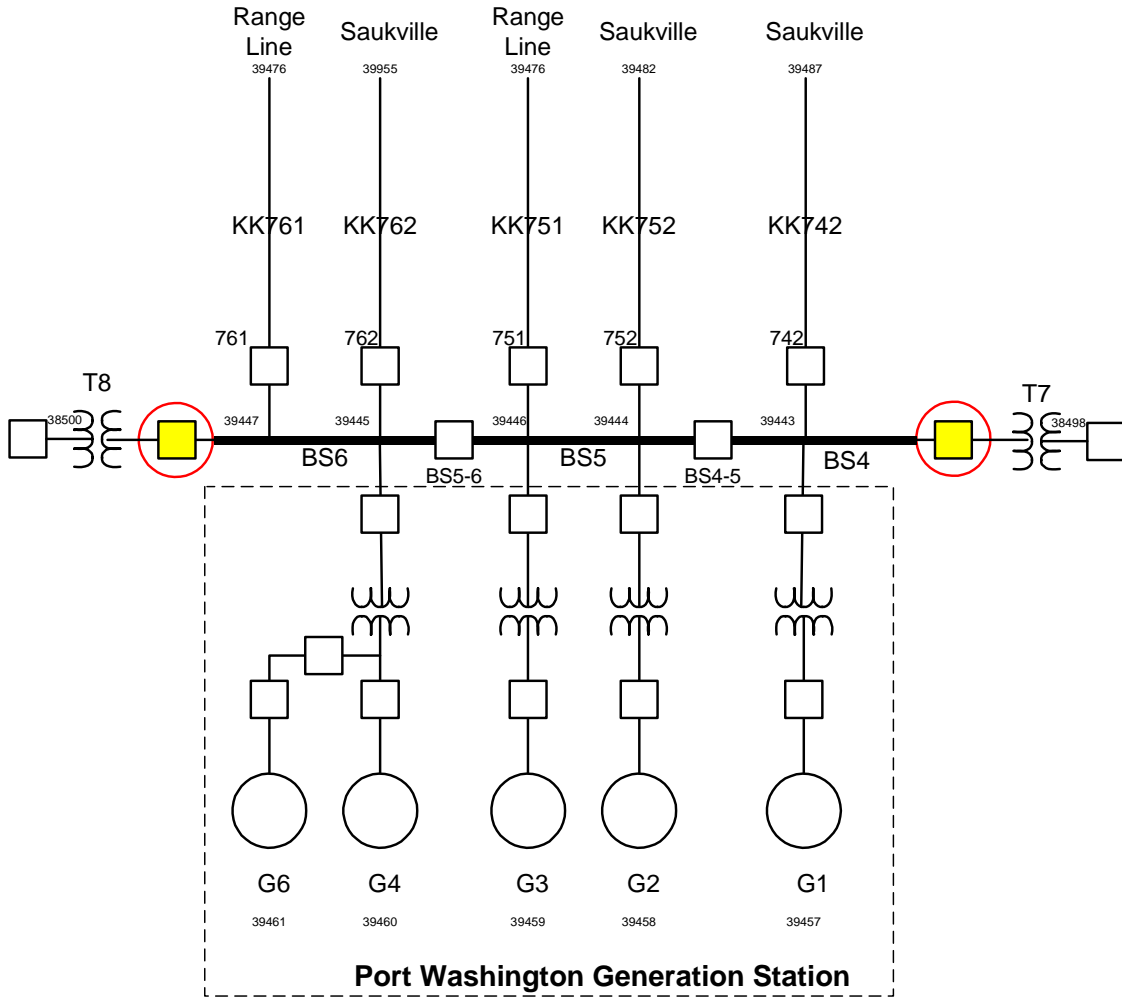 Range
Line
Saukville
Range
Line
Saukville
Saukville
39476
39955
39476
39482
39487
KK761
KK762
KK751
KK752
KK742
761
762
751
752
742
T8
T7
38500
39447
39445
39446
39444
39443
38498
BS6
BS5
BS4
BS5-6
BS4-5
G6
G4
G3
G2
G1
39461
39460
39459
39458
39457
Port Washington Generation Station